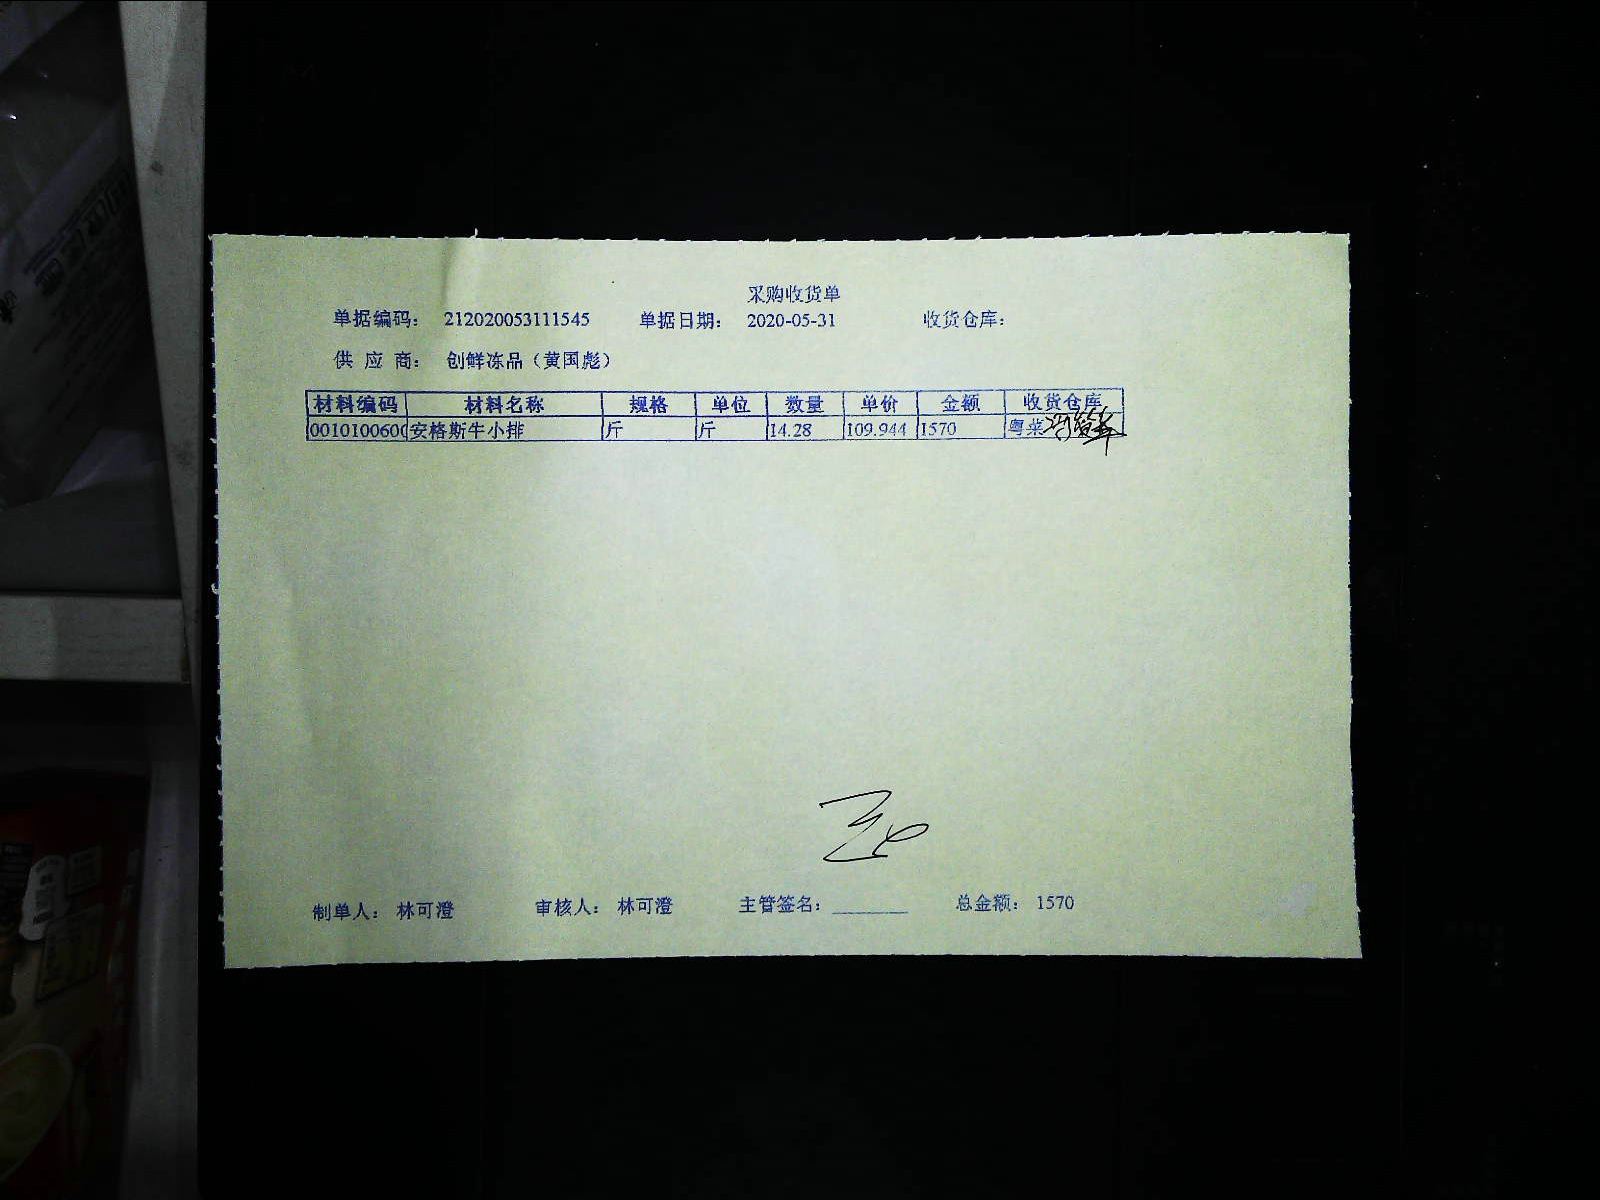 采购收货单
单据编码： 212020053111545 单据日期： 2020-05-31 收货仓库：
供 应 商： 创鲜冻品（黄国彪）
材料编码 材料名称 规格 单位 数量 单价 金额 收货仓库
0010100600 安格斯牛小排 斤 斤 14.28 109.944 1570 粤菜
制单人： 林可澄 审核人： 林可澄 主管签名： ________ 总金额： 1570